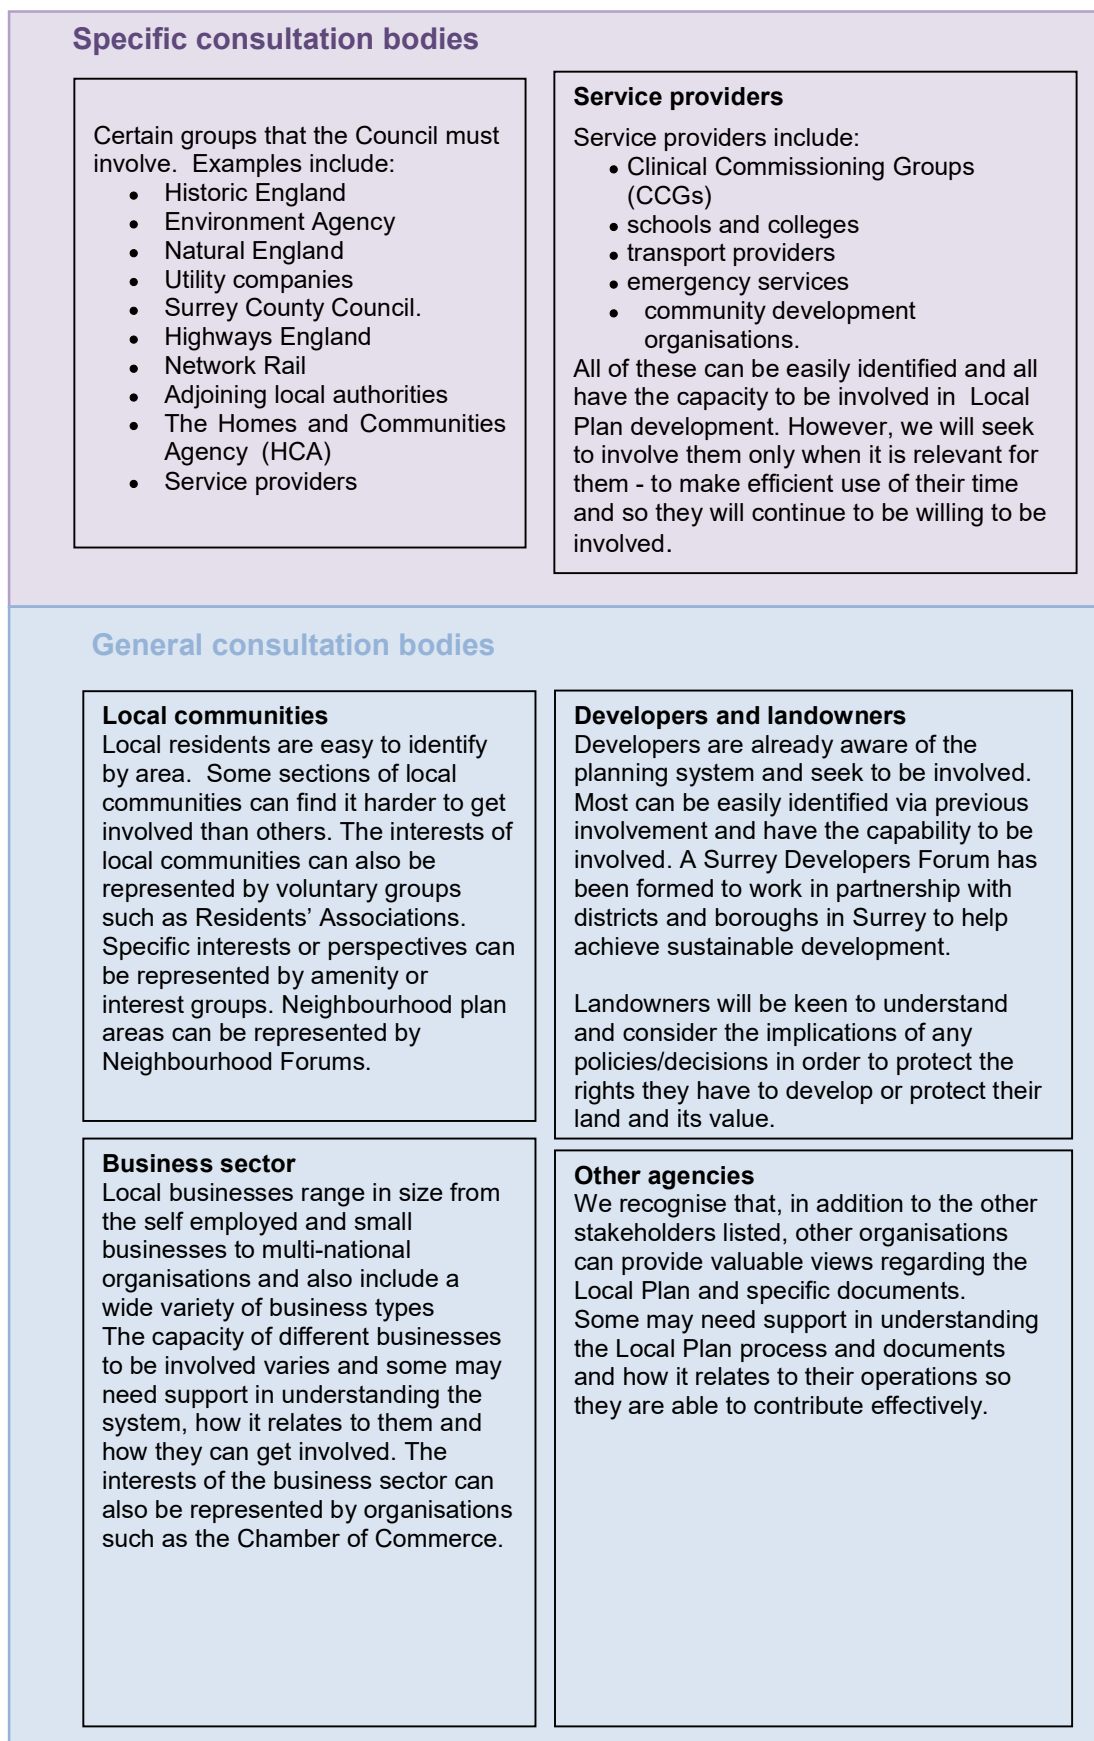 Specific consultation bodies
Certain groups that the Council must
involve. Examples include:
• Historic England
• Environment Agency
• Natural England
• Utility companies
• Surrey County Council.
• Highways England
• Network Rail
• Adjoining local authorities
• The Homes and Communities
Agency (HCA)
• Service providers
Service providers
Service providers include:
• Clinical Commissioning Groups
(CCGs)
• schools and colleges
• transport providers
• emergency services
• community development
organisations.
All of these can be easily identified and all
have the capacity to be involved in Local
Plan development. However, we will seek
to involve them only when it is relevant for
them - to make efficient use of their time
and so they will continue to be willing to be
involved.
General consultation bodies
Local communities
Local residents are easy to identify
by area. Some sections of local
communities can find it harder to get
involved than others. The interests of
local communities can also be
represented by voluntary groups
such as Residents’ Associations.
Specific interests or perspectives can
be represented by amenity or
interest groups. Neighbourhood plan
areas can be represented by
Neighbourhood Forums.
Developers and landowners
Developers are already aware of the
planning system and seek to be involved.
Most can be easily identified via previous
involvement and have the capability to be
involved. A Surrey Developers Forum has
been formed to work in partnership with
districts and boroughs in Surrey to help
achieve sustainable development.
Landowners will be keen to understand
and consider the implications of any
policies/decisions in order to protect the
rights they have to develop or protect their
land and its value.
Business sector
Local businesses range in size from
the self employed and small
businesses to multi-national
organisations and also include a
wide variety of business types
The capacity of different businesses
to be involved varies and some may
need support in understanding the
system, how it relates to them and
how they can get involved. The
interests of the business sector can
also be represented by organisations
such as the Chamber of Commerce.
Other agencies
We recognise that, in addition to the other
stakeholders listed, other organisations
can provide valuable views regarding the
Local Plan and specific documents.
Some may need support in understanding
the Local Plan process and documents
and how it relates to their operations so
they are able to contribute effectively.